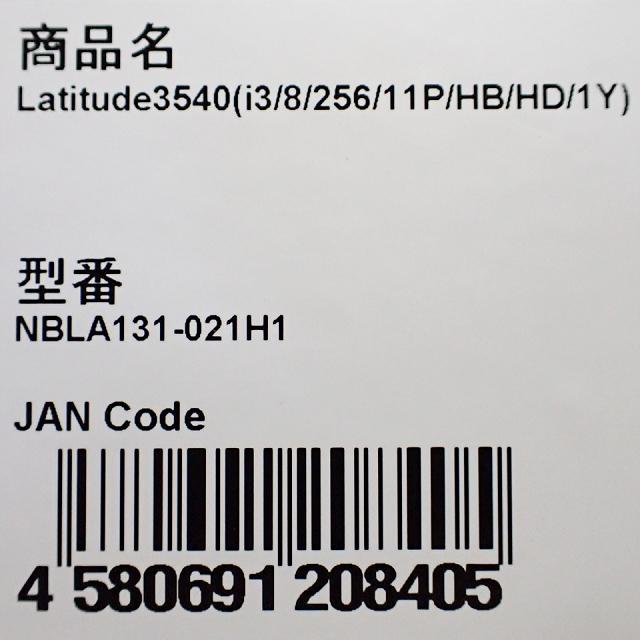 商品名
Latitude3540(i3/8/256/11P/HB/HD/1Y)
型番
NBLA131-021H1
JAN Code
4 580691 208405